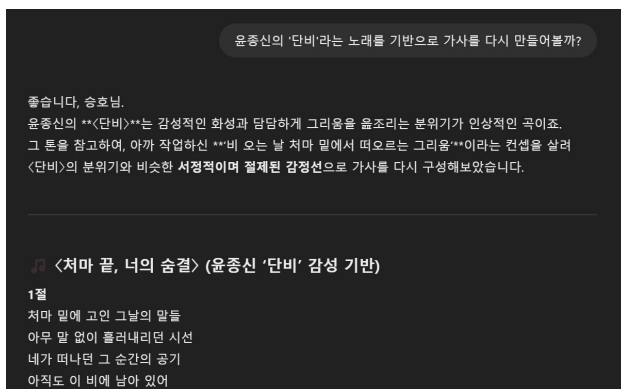 윤종신의 '단비'라는 노래를 기반으로 가사를 다시 만들어볼까?
좋습니다, 승호님.
윤종신의 **〈단비〉**는 감성적인 화성과 담담하게 그리움을 읊조리는 분위기가 인상적인 곡이죠.
그 톤을 참고하여, 아까 작업하신 **'비 오는 날 처마 밑에서 떠오르는 그리움'**이라는 컨셉을 살려
〈단비〉의 분위기와 비슷한 서정적이며 절제된 감정선으로 가사를 다시 구성해보았습니다.
〈처마 끝, 너의 숨결〉 (윤종신 '단비' 감성 기반)
1절
처마 밑에 고인 그날의 말들
아무 말 없이 흘러내리던 시선
네가 떠나던 그 순간의 공기
아직도 이 비에 남아 있어